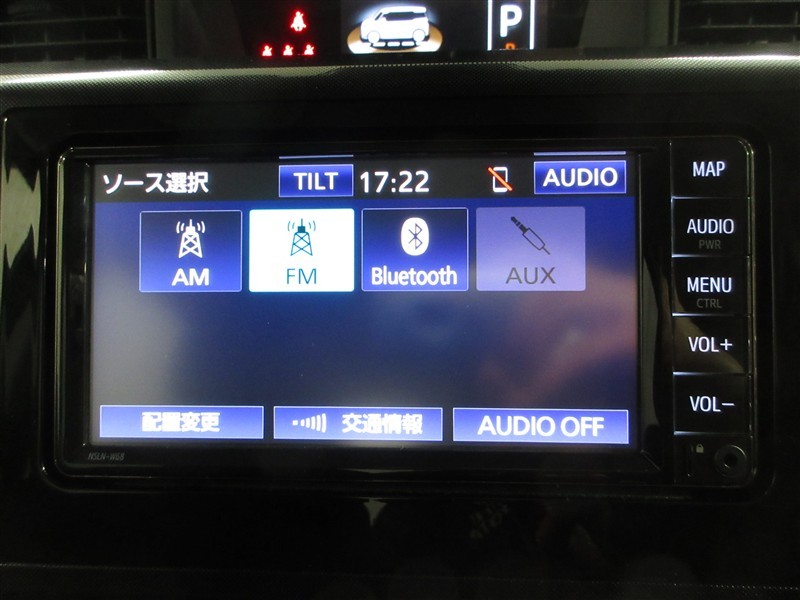 P
ソース選択 TILT 17:22 AUDIO
AM FM Bluetooth AUX
配置変更 交通情報 AUDIO OFF
MAP
AUDIO
PWR
MENU
CTRL
VOL+
VOL-
NSLN-W68